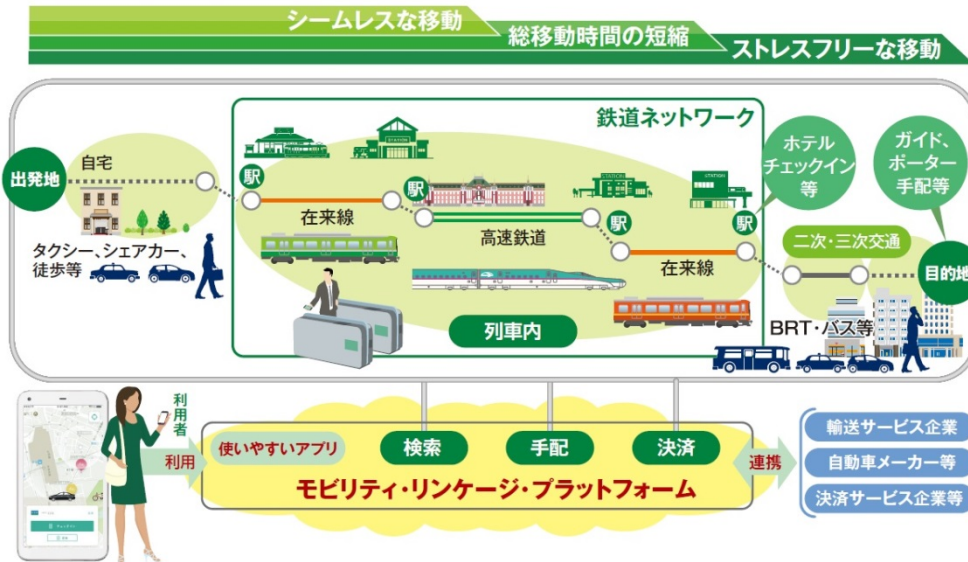 シームレスな移動
総移動時間の短縮
ストレスフリーな移動
鉄道ネットワーク
出発地
自宅
タクシー、シェアカー、
徒歩等
駅
在来線
駅
高速鉄道
駅
在来線
駅
列車内
STATION
STATION
ホテル
チェックイン
等
ガイド、
ポーター
手配等
二次・三次交通
目的地
BRT・バス等
利用者
利用
使いやすいアプリ
検索
手配
決済
モビリティ・リンケージ・プラットフォーム
連携
輸送サービス企業
自動車メーカー等
決済サービス企業等